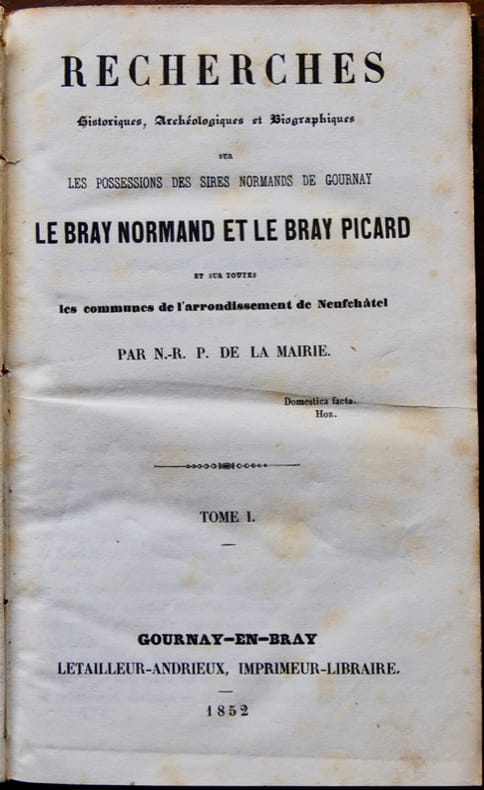 RECHERCHES
Historiques, Archéologiques et Biographiques
SUR
LES POSSESSIONS DES SIRES NORMANDS DE GOURNAY
LE BRAY NORMAND ET LE BRAY PICARD
ET SUR TOUTES
les communes de l'arrondissement de Neufchâtel
PAR N.-R. P. DE LA MAIRIE.
Domestica facta.
Hor.
TOME I.
GOURNAY-EN-BRAY
LETAILLEUR-ANDRIEUX, IMPRIMEUR-LIBRAIRE.
1852